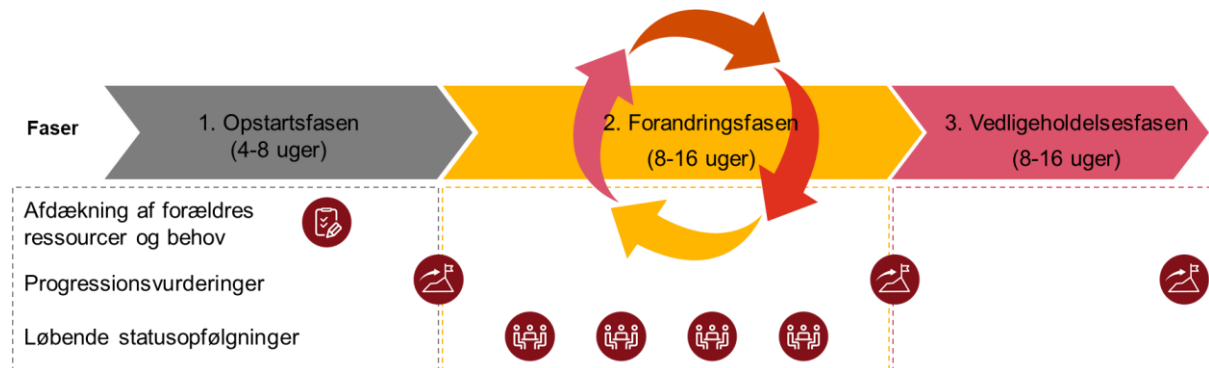 Faser
1. Opstartsfasen
(4-8 uger)
2. Forandringsfasen
(8-16 uger)
3. Vedligeholdelsesfasen
(8-16 uger)
Afdækning af forældres
ressourcer og behov
Progressionsvurderinger
Løbende statusopfølgninger